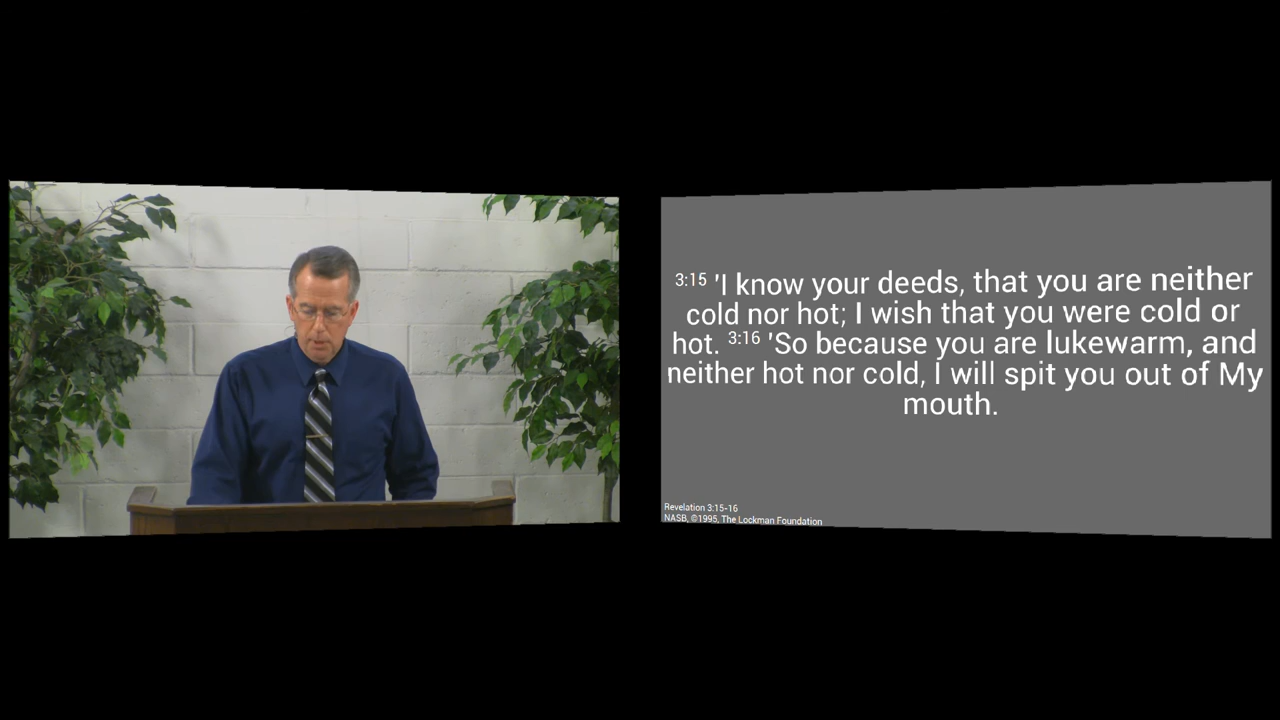 3:15 'I know your deeds, that you are neither
cold nor hot; I wish that you were cold or
hot. 3:16 'So because you are lukewarm, and
neither hot nor cold, I will spit you out of My
mouth.
Revelation 3:15-16
NASB, ©1995, The Lockman Foundation